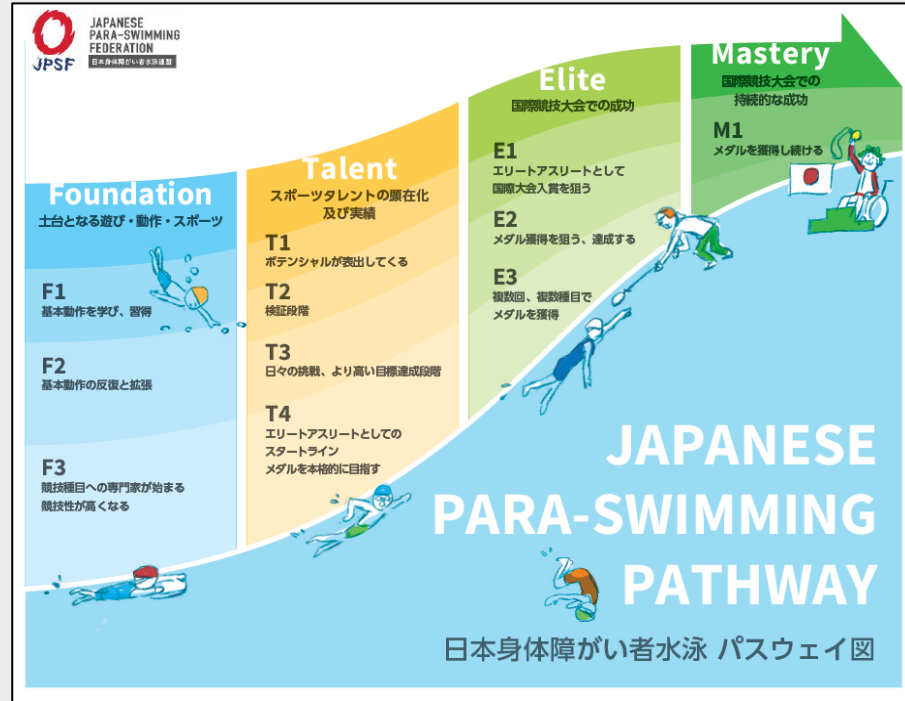 JPSF
JAPANESE
PARA-SWIMMING
FEDERATION
日本身体障がい者水泳連盟
Foundation
土台となる遊び・動作・スポーツ
F1
基本動作を学び、習得
F2
基本動作の反復と拡張
F3
競技種目への専門家が始まる
競技性が高くなる
Talent
スポーツタレントの顕在化
及び実績
T1
ポテンシャルが表出してくる
T2
検証段階
T3
日々の挑戦、より高い目標達成段階
T4
エリートアスリートとしての
スタートライン
メダルを本格的に目指す
Elite
国際競技大会での成功
E1
エリートアスリートとして
国際大会入賞を狙う
E2
メダル獲得を狙う、達成する
E3
複数回、複数種目で
メダルを獲得
Mastery
国際競技大会での
持続的な成功
M1
メダルを獲得し続ける
JAPANESE
PARA-SWIMMING
PATHWAY
日本身体障がい者水泳 パスウェイ図